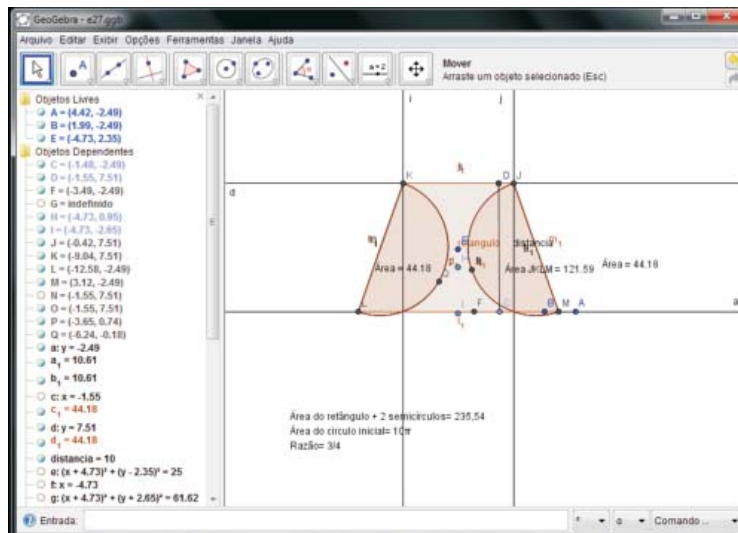 GeoGebra - e27.ggb
Arquivo Editar Exibir Opções Ferramentas Janela Ajuda
Mover
Arraste um objeto selecionado (Esc)
Objetos Livres
A = (4.42, -2.49)
B = (1.99, -2.49)
E = (-4.73, 2.35)
Objetos Dependentes
C = (-1.48, -2.49)
D = (-1.55, 7.51)
F = (-3.49, -2.49)
G = indefinido
H = (-4.73, 0.95)
I = (-4.73, -2.65)
J = (-0.42, 7.51)
K = (-9.04, 7.51)
L = (-12.58, -2.49)
M = (3.12, -2.49)
N = (-1.55, 7.51)
O = (-1.55, 7.51)
P = (-3.65, 0.74)
Q = (-6.24, -0.18)
a: y = -2.49
a₁ = 10.61
b₁ = 10.61
c: x = -1.55
c₁ = 44.18
d: y = 7.51
d₁ = 44.18
distancia = 10
e: (x + 4.73)² + (y - 2.35)² = 25
f: x = -4.73
g: (x + 4.73)² + (y + 2.65)² = 61.62
i
j
K
D J
d
distancia
Área = 44.18
Área JKLM = 121.59
Área = 44.18
L
F
B M A
a
Área do retângulo + 2 semicírculos= 235,54
Área do circulo inicial= 10π
Razão= 3/4
Entrada:
α
Comando ...